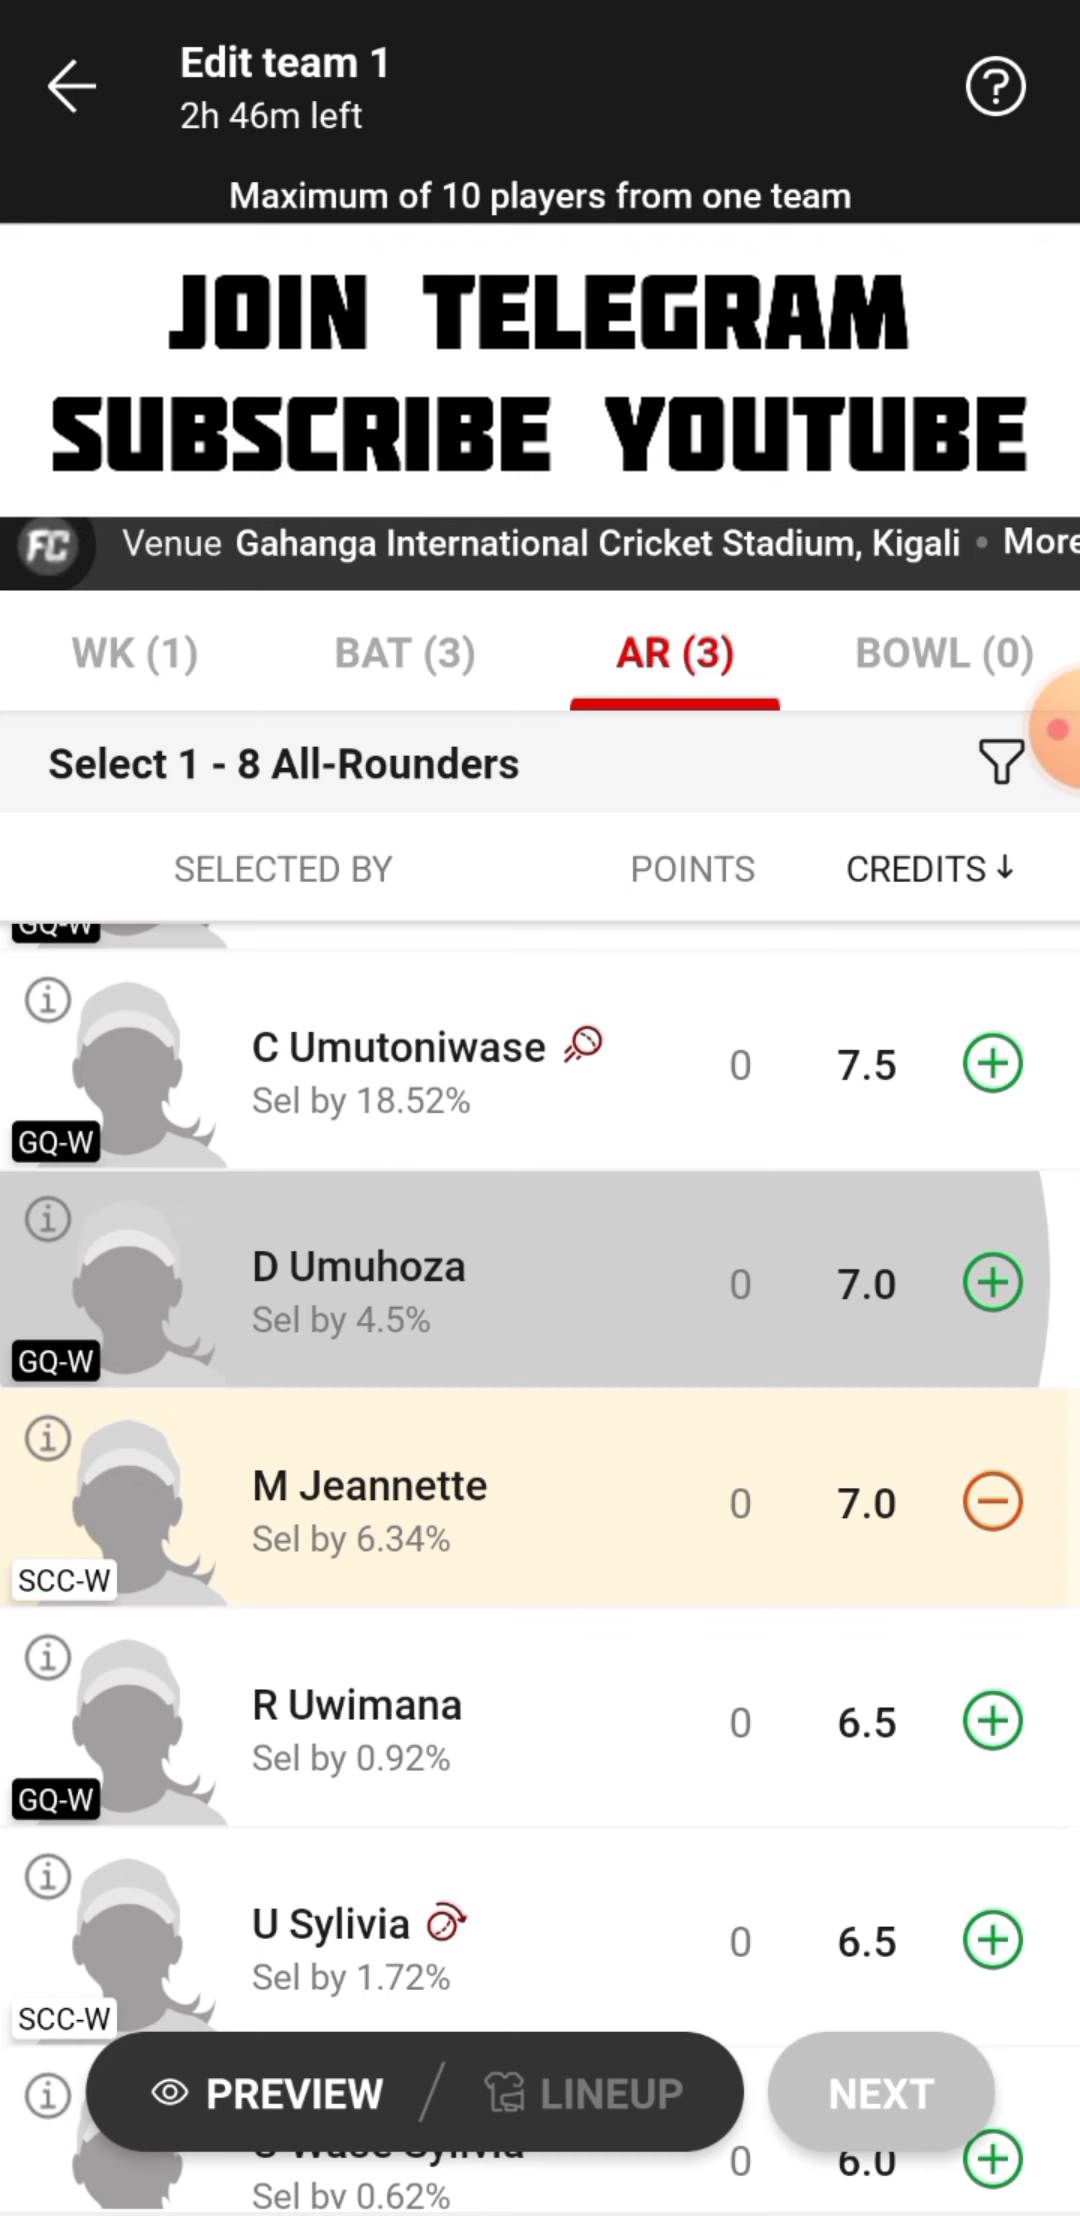 Edit team 1
2h 46m left
Maximum of 10 players from one team
JOIN TELEGRAM
SUBSCRIBE YOUTUBE
FC Venue Gahanga International Cricket Stadium, Kigali • More
WK (1) BAT (3) AR (3) BOWL (0)
Select 1 - 8 All-Rounders
SELECTED BY POINTS CREDITS ↓
GQ-W
C Umutoniwase 0 7.5
Sel by 18.52%
GQ-W
D Umuhoza 0 7.0
Sel by 4.5%
GQ-W
M Jeannette 0 7.0
Sel by 6.34%
SCC-W
R Uwimana 0 6.5
Sel by 0.92%
GQ-W
U Sylivia 0 6.5
Sel by 1.72%
SCC-W
PREVIEW / LINEUP NEXT
0 6.0
Sel by 0.62%